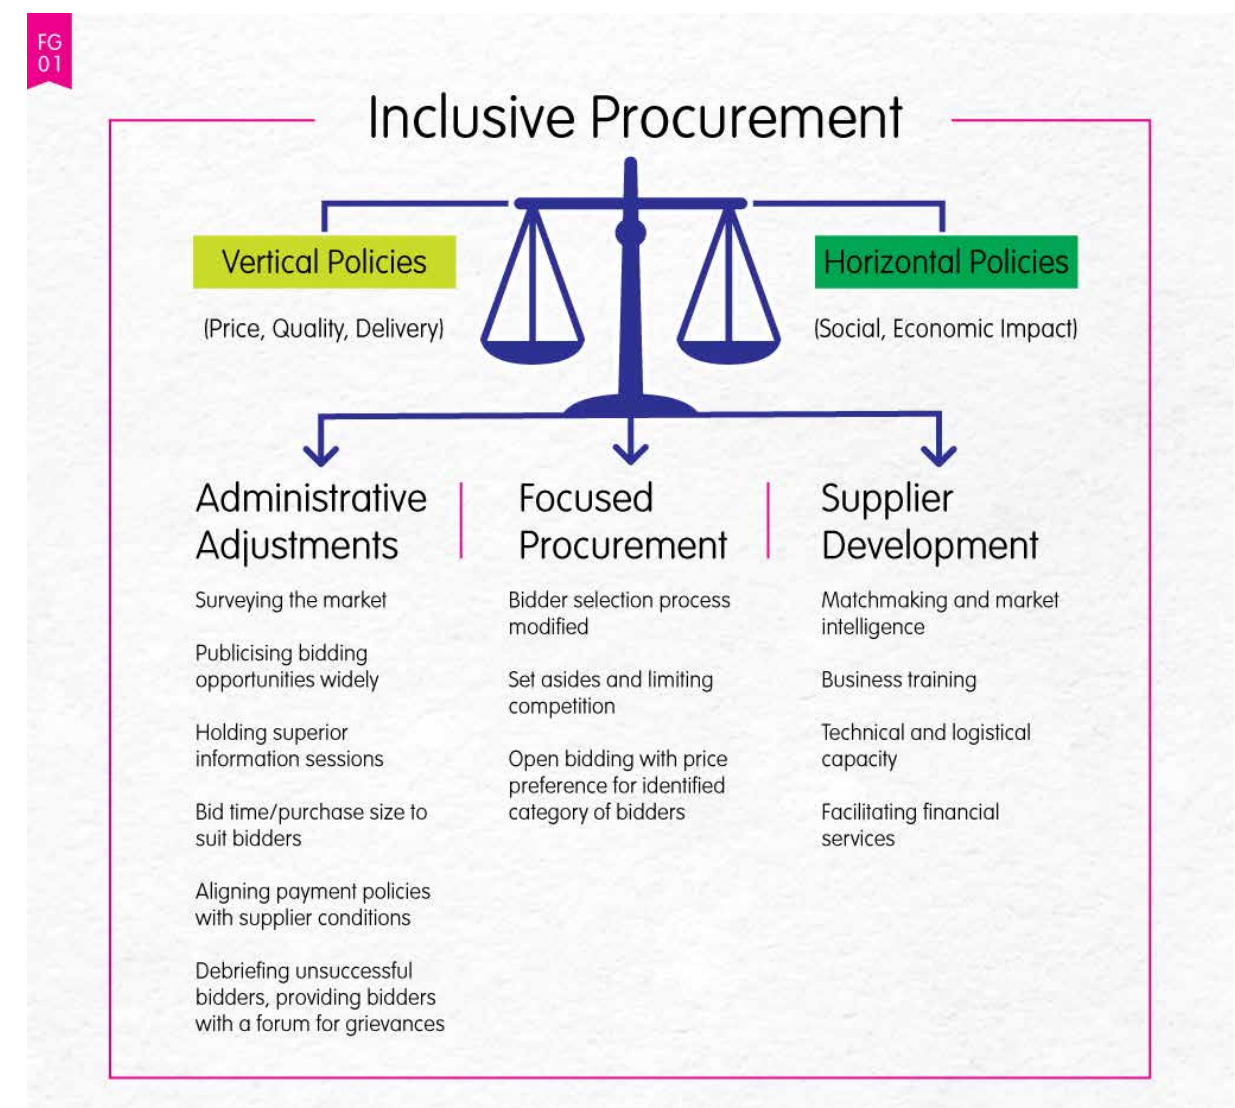 FG
01
Inclusive Procurement
Vertical Policies
(Price, Quality, Delivery)
Horizontal Policies
(Social, Economic Impact)
Administrative
Adjustments
Surveying the market
Publicising bidding
opportunities widely
Holding superior
information sessions
Bid time/purchase size to
suit bidders
Aligning payment policies
with supplier conditions
Debriefing unsuccessful
bidders, providing bidders
with a forum for grievances
Focused
Procurement
Bidder selection process
modified
Set asides and limiting
competition
Open bidding with price
preference for identified
category of bidders
Supplier
Development
Matchmaking and market
intelligence
Business training
Technical and logistical
capacity
Facilitating financial
services